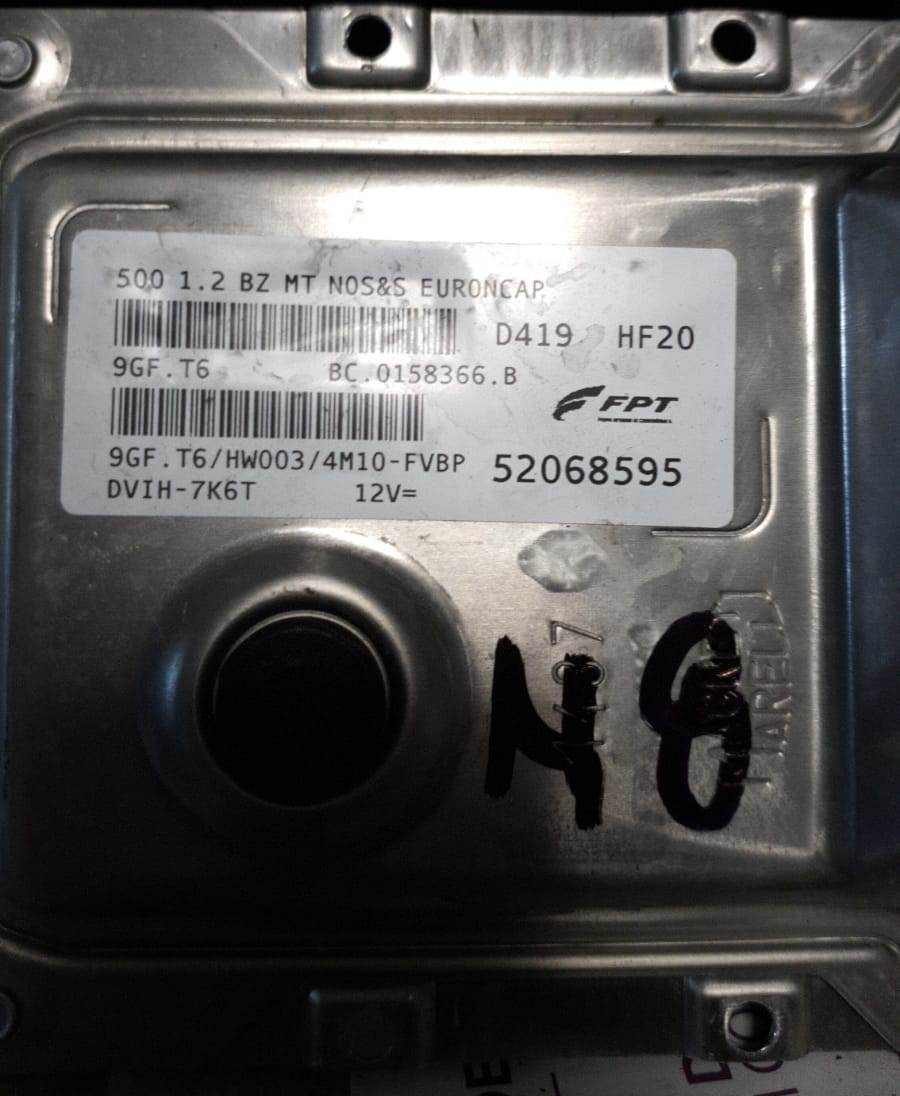 500 1.2 BZ MT NOS&S EURONCAP
D419 HF20
9GF.T6 BC.0158366.B
FPT
9GF.T6/HW003/4M10-FVBP 52068595
DVIH-7K6T 12V=
N8
MARELLI